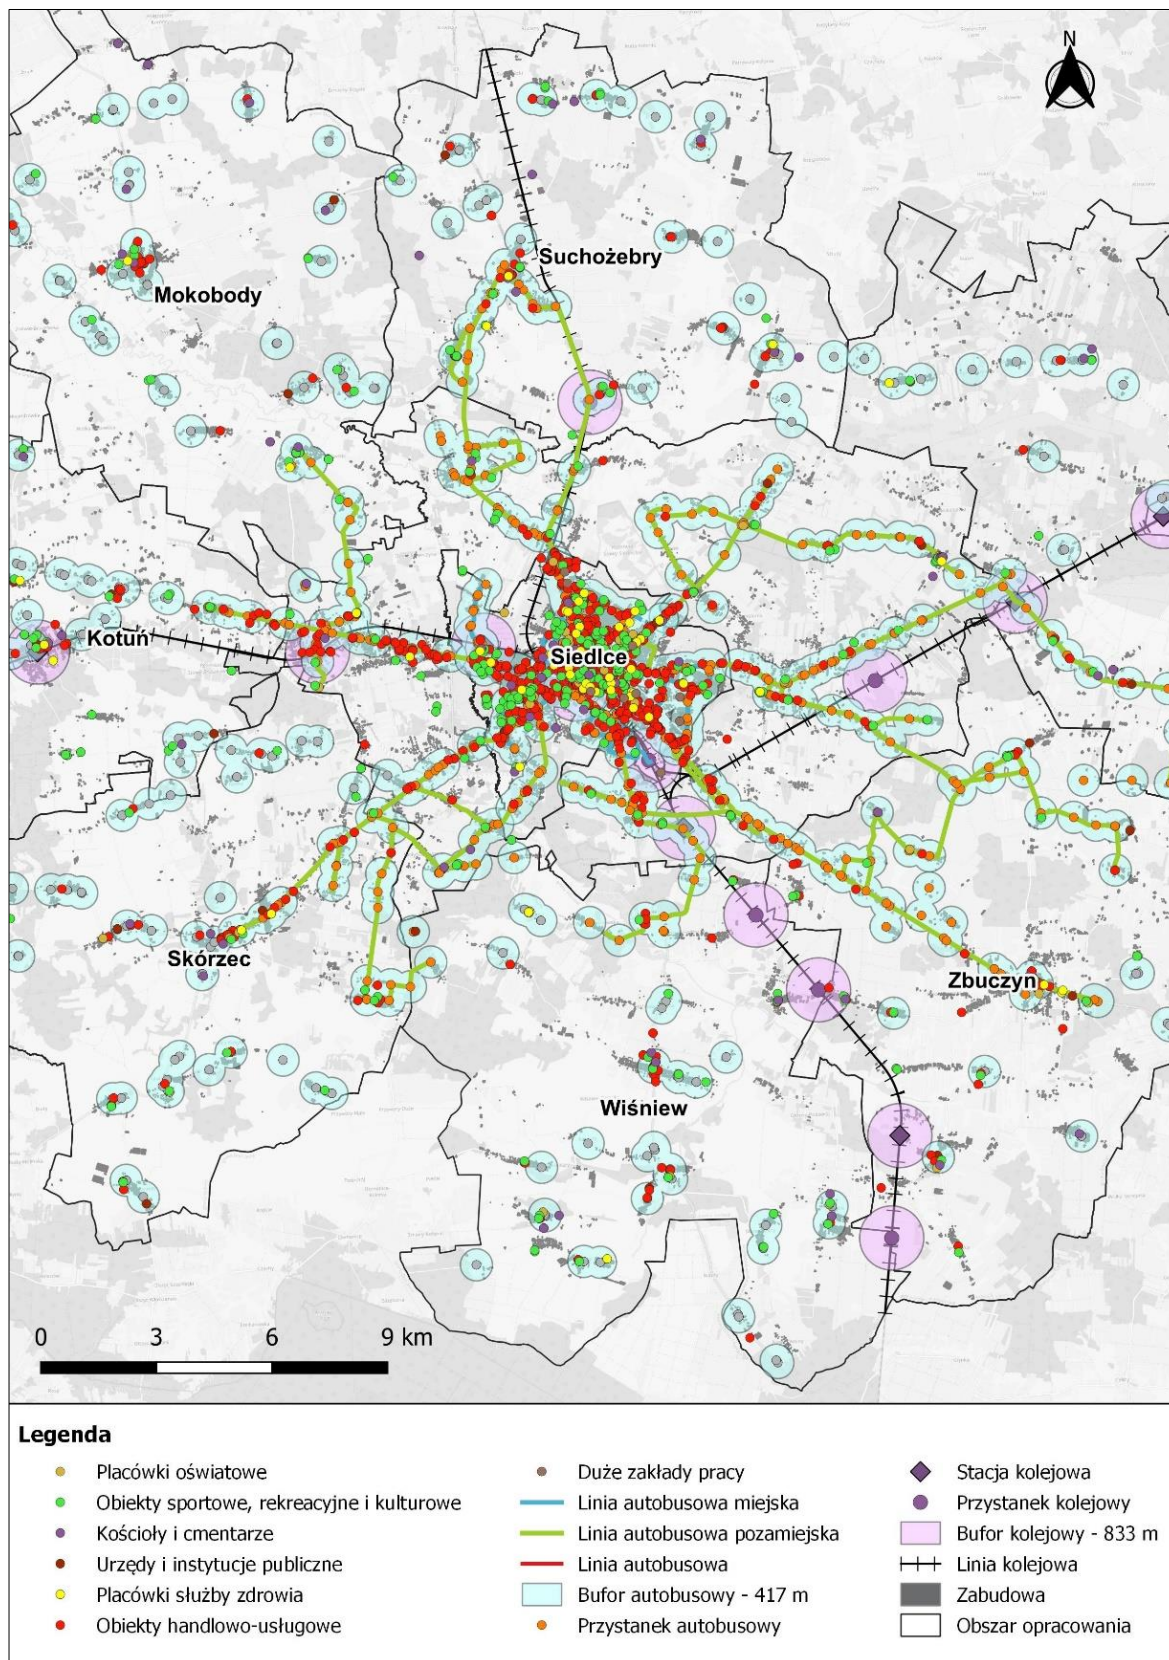 N
Suchożebry
Mokobody
Kotuń
Siedlce
Skórzec
Zbuczyn
Wiśniew
0 3 6 9 km
Legenda
Placówki oświatowe
Obiekty sportowe, rekreacyjne i kulturowe
Kościoły i cmentarze
Urzędy i instytucje publiczne
Placówki służby zdrowia
Obiekty handlowo-usługowe
Duże zakłady pracy
Linia autobusowa miejska
Linia autobusowa pozamiejska
Linia autobusowa
Bufor autobusowy - 417 m
Przystanek autobusowy
Stacja kolejowa
Przystanek kolejowy
Bufor kolejowy - 833 m
Linia kolejowa
Zabudowa
Obszar opracowania